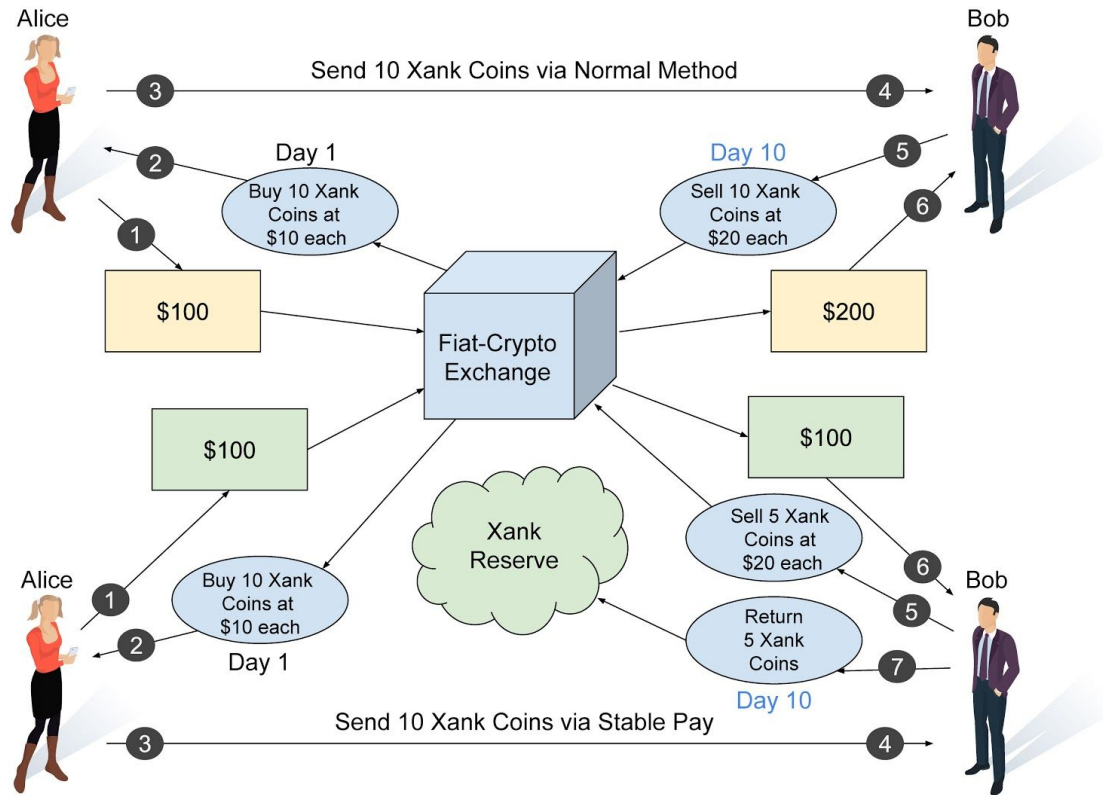 Alice
Bob
Send 10 Xank Coins via Normal Method
3
4
Day 1
Day 10
2
5
Buy 10 Xank
Coins at
$10 each
Sell 10 Xank
Coins at
$20 each
1
6
$100
$200
Fiat-Crypto
Exchange
$100
$100
Xank
Reserve
Sell 5 Xank
Coins at
$20 each
Alice
Bob
1
6
Buy 10 Xank
Coins at
$10 each
5
2
Day 1
Return
5 Xank
Coins
7
Day 10
Send 10 Xank Coins via Stable Pay
3
4